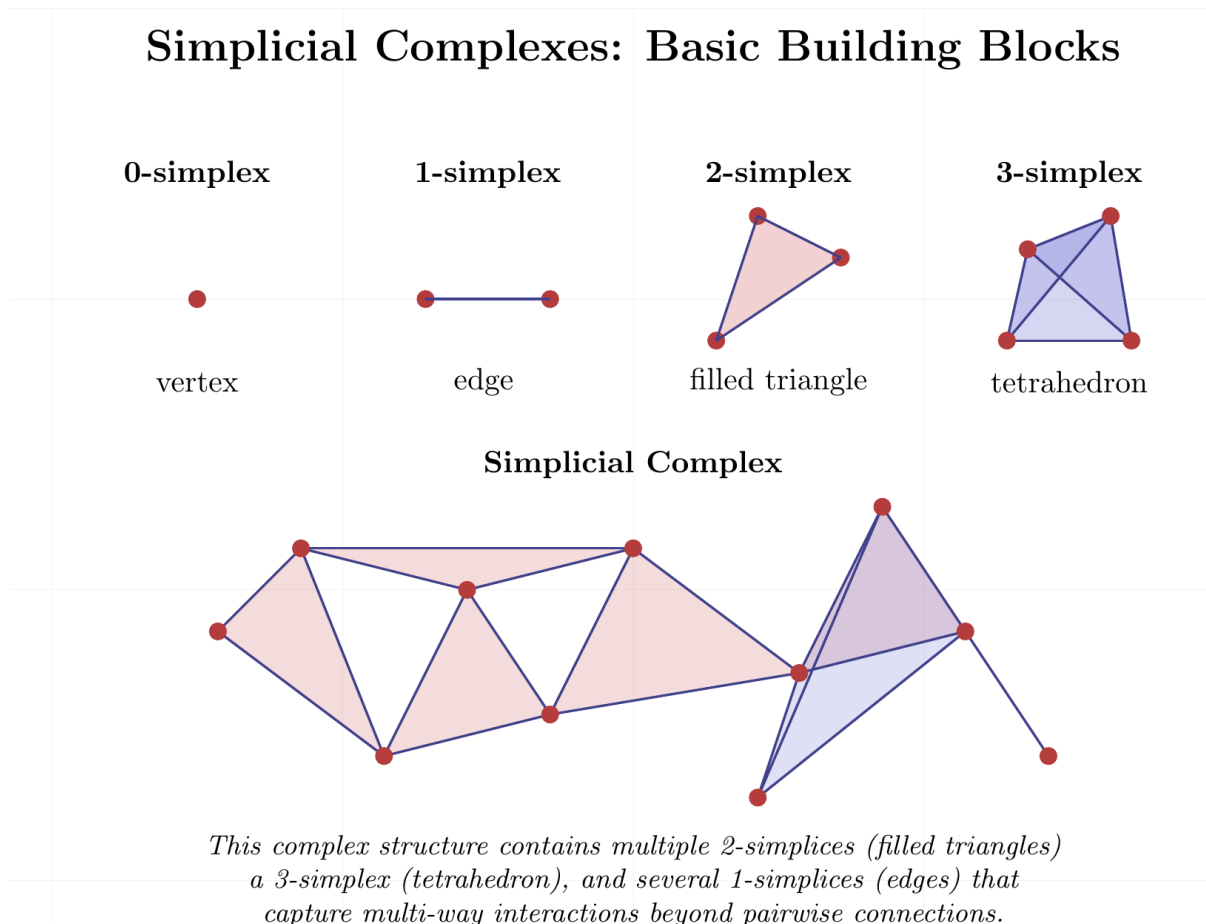 Simplicial Complexes: Basic Building Blocks
0-simplex
1-simplex
2-simplex
3-simplex
vertex
edge
filled triangle
tetrahedron
Simplicial Complex
This complex structure contains multiple 2-simplices (filled triangles)
a 3-simplex (tetrahedron), and several 1-simplices (edges) that
capture multi-way interactions beyond pairwise connections.